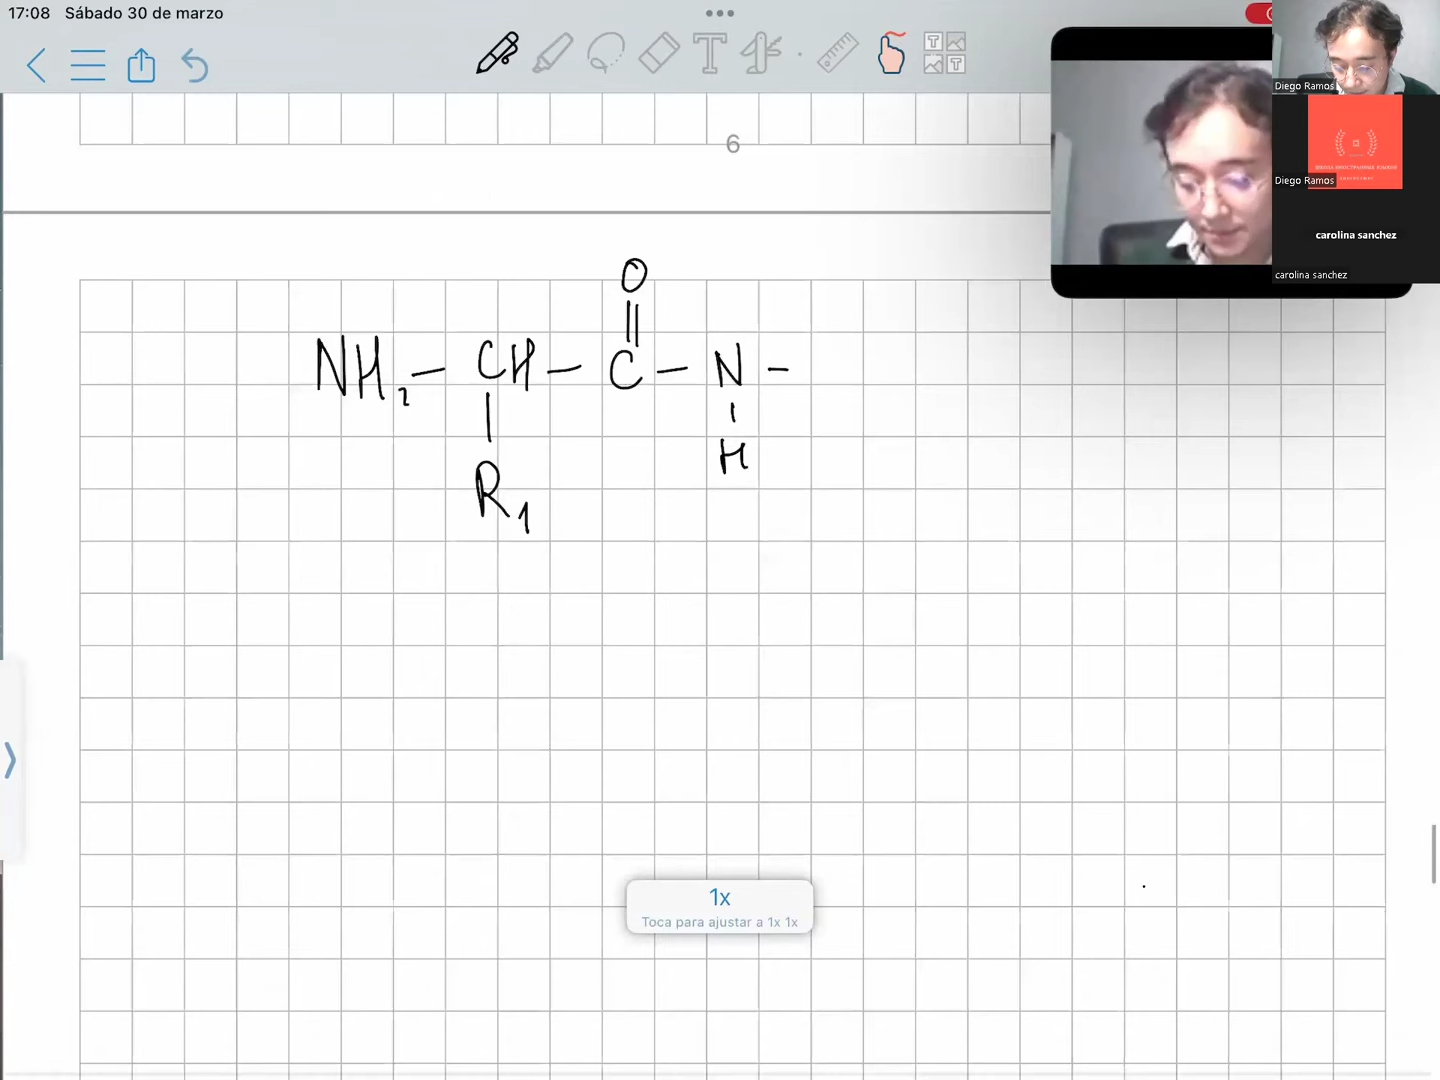 17:08 Sábado 30 de marzo
Diego Ramos
Diego Ramos
carolina sanchez
carolina sanchez
6
O
NH2 – CH – C – N –
H
R1
1x
Toca para ajustar a 1x 1x